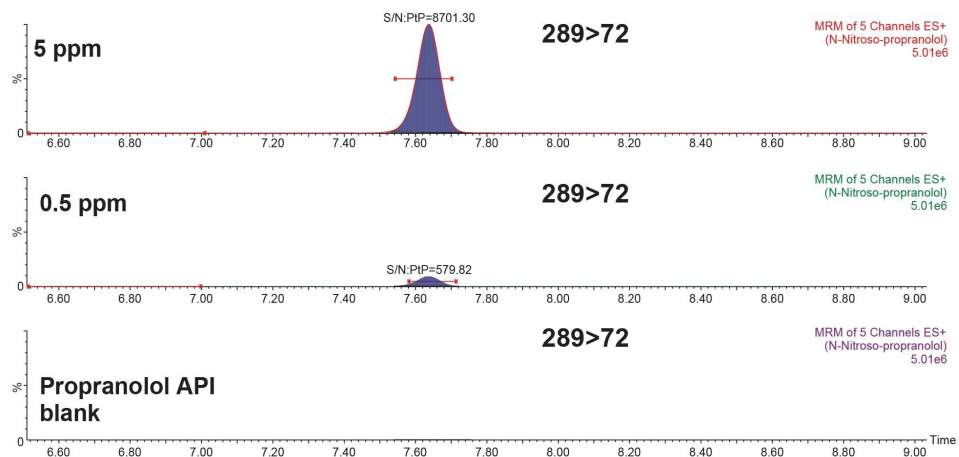 S/N:PtP=8701.30
5 ppm
289>72
MRM of 5 Channels ES+
(N-Nitroso-propranolol)
5.01e6
%
0
6.60 6.80 7.00 7.20 7.40 7.60 7.80 8.00 8.20 8.40 8.60 8.80 9.00
0.5 ppm
289>72
MRM of 5 Channels ES+
(N-Nitroso-propranolol)
5.01e6
%
S/N:PtP=579.82
0
6.60 6.80 7.00 7.20 7.40 7.60 7.80 8.00 8.20 8.40 8.60 8.80 9.00
289>72
MRM of 5 Channels ES+
(N-Nitroso-propranolol)
5.01e6
%
Propranolol API
blank
0
Time
6.60 6.80 7.00 7.20 7.40 7.60 7.80 8.00 8.20 8.40 8.60 8.80 9.00